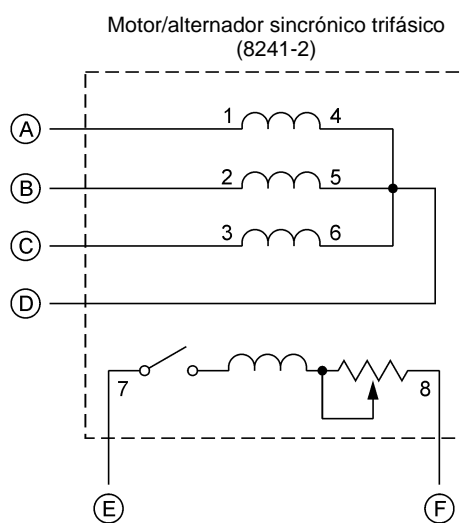 Motor/alternador sincrónico trifásico
(8241-2)
A
1 4
B
2 5
C
3 6
D
7 8
E F